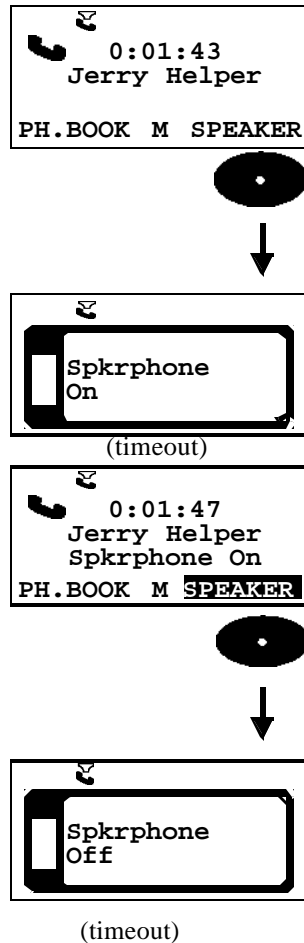 0:01:43
Jerry Helper
PH.BOOK M SPEAKER
Spkrphone
On
(timeout)
0:01:47
Jerry Helper
Spkrphone On
PH.BOOK M SPEAKER
Spkrphone
Off
(timeout)